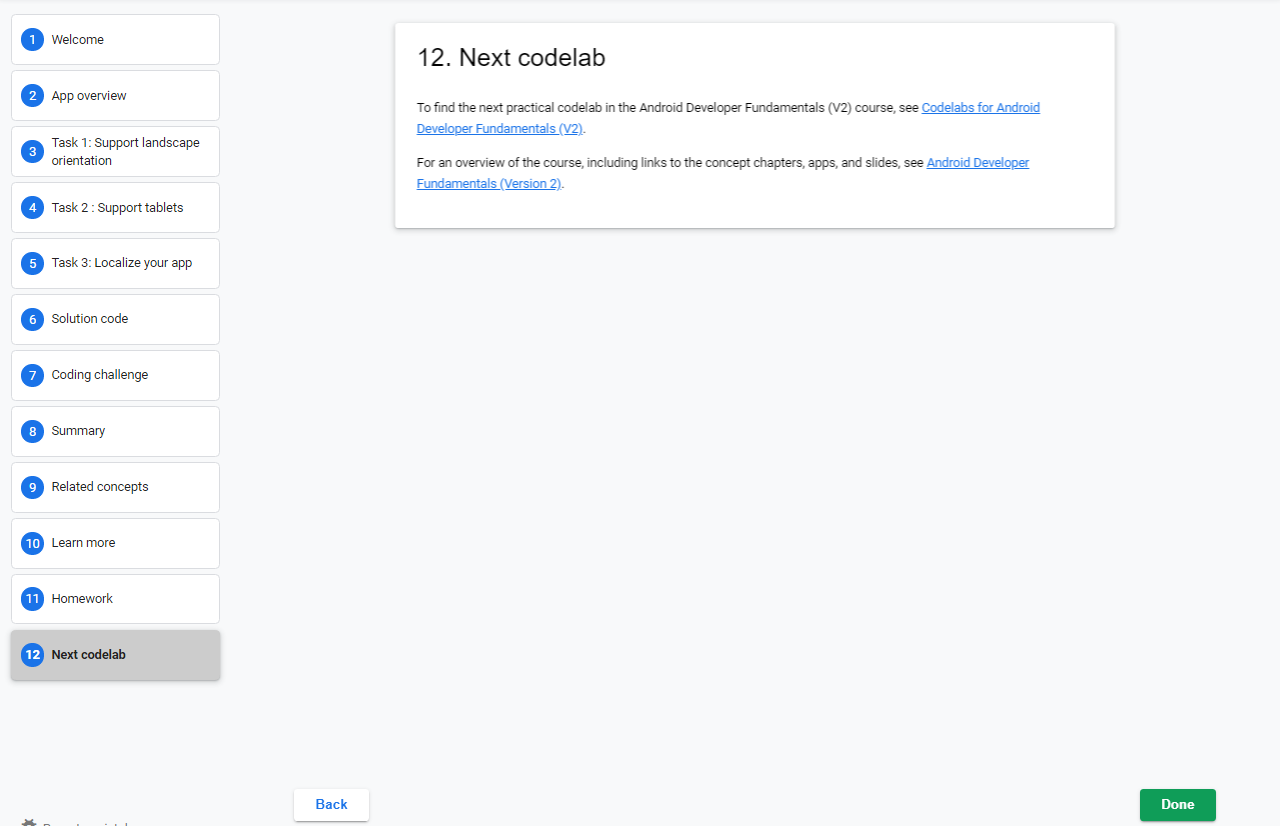 1 Welcome
2 App overview
3 Task 1: Support landscape
orientation
4 Task 2 : Support tablets
5 Task 3: Localize your app
6 Solution code
7 Coding challenge
8 Summary
9 Related concepts
10 Learn more
11 Homework
12 Next codelab
12. Next codelab
To find the next practical codelab in the Android Developer Fundamentals (V2) course, see Codelabs for Android
Developer Fundamentals (V2).
For an overview of the course, including links to the concept chapters, apps, and slides, see Android Developer
Fundamentals (Version 2).
Back
Done